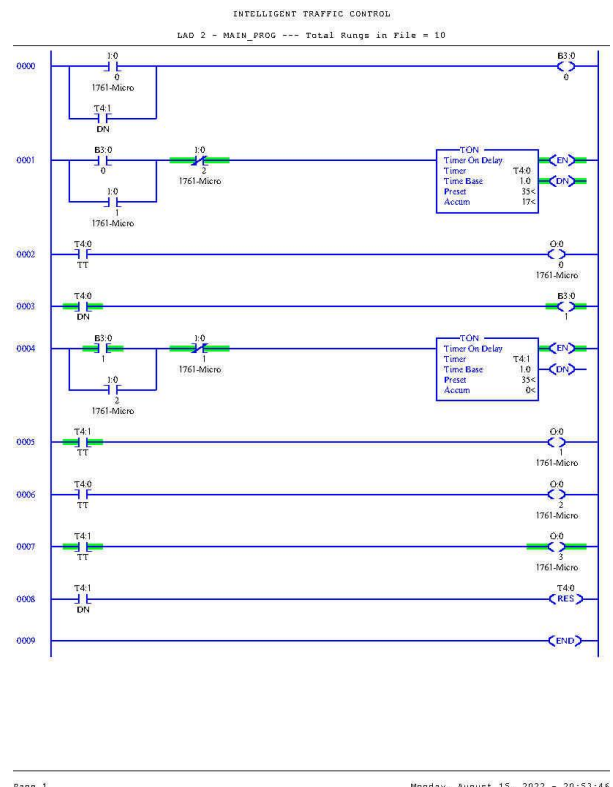 INTELLIGENT TRAFFIC CONTROL
LAD 2 - MAIN_PROG --- Total Rungs in File = 10
0000
I:0
0
1761-Micro
T4:1
DN
B3:0
0
0001
B3:0
0
I:0
1
1761-Micro
I:0
2
1761-Micro
TON
Timer On Delay
Timer T4:0
Time Base 1.0
Preset 35<
Accum 17<
EN
DN
0002
T4:0
TT
O:0
0
1761-Micro
0003
T4:0
DN
B3:0
1
0004
B3:0
1
I:0
2
1761-Micro
I:0
1
1761-Micro
TON
Timer On Delay
Timer T4:1
Time Base 1.0
Preset 35<
Accum 0<
EN
DN
0005
T4:1
TT
O:0
1
1761-Micro
0006
T4:0
TT
O:0
2
1761-Micro
0007
T4:1
TT
O:0
3
1761-Micro
0008
T4:1
DN
T4:0
RES
0009
END
Page 1
Monday, August 15, 2022 - 20:53:46